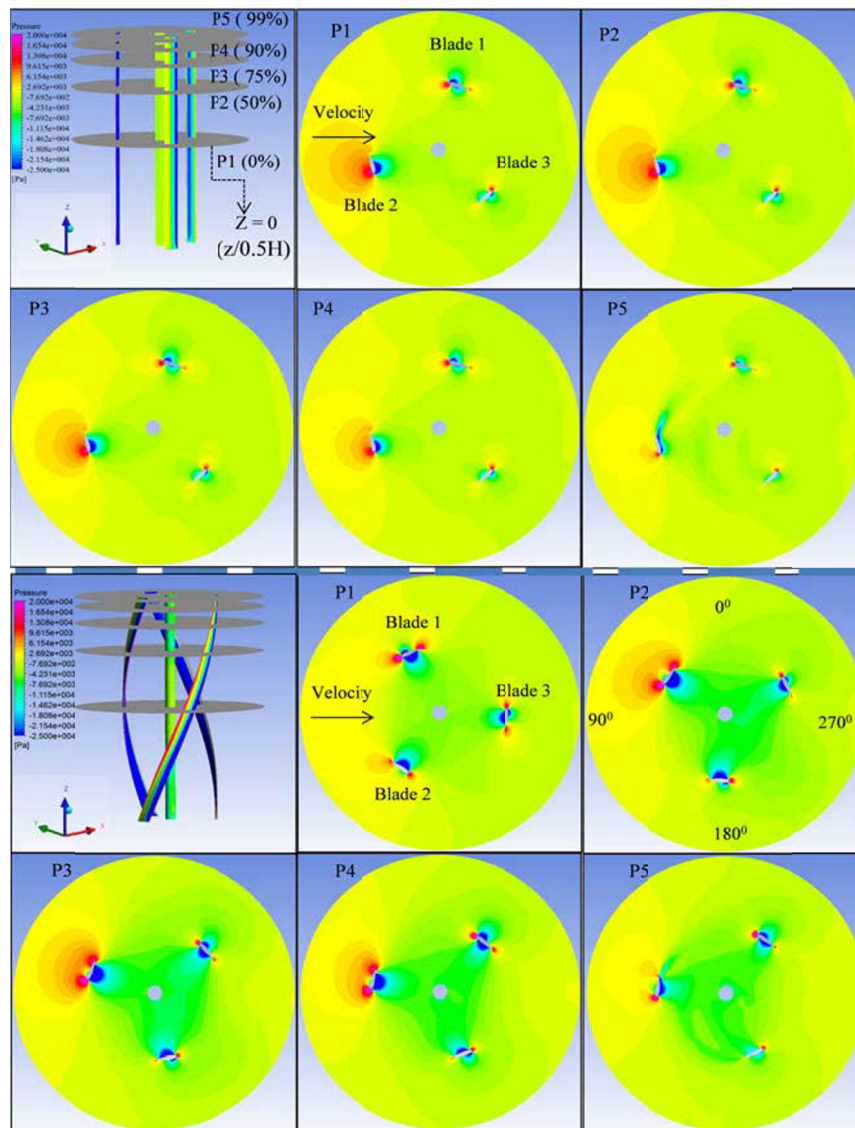 Pressure
2.000e+004
1.654e+004
1.308e+004
9.615e+003
6.154e+003
2.692e+003
-7.692e+002
-4.231e+003
-7.692e+003
-1.115e+004
-1.462e+004
-1.808e+004
-2.154e+004
-2.500e+004
[Pa]
P5 ( 99%)
P4 ( 90%)
P3 ( 75%)
P2 (50%)
P1 (0%)
Z = 0
(z/0.5H)
Z
Y
X
P1
Blade 1
Velocity
Blade 3
Blade 2
P2
P3
P4
P5
Pressure
2.000e+004
1.654e+004
1.308e+004
9.615e+003
6.154e+003
2.692e+003
-7.692e+002
-4.231e+003
-7.692e+003
-1.115e+004
-1.462e+004
-1.808e+004
-2.154e+004
-2.500e+004
[Pa]
Z
Y
X
P1
Blade 1
Velocity
Blade 3
Blade 2
P2
0⁰
90⁰
270⁰
180⁰
P3
P4
P5